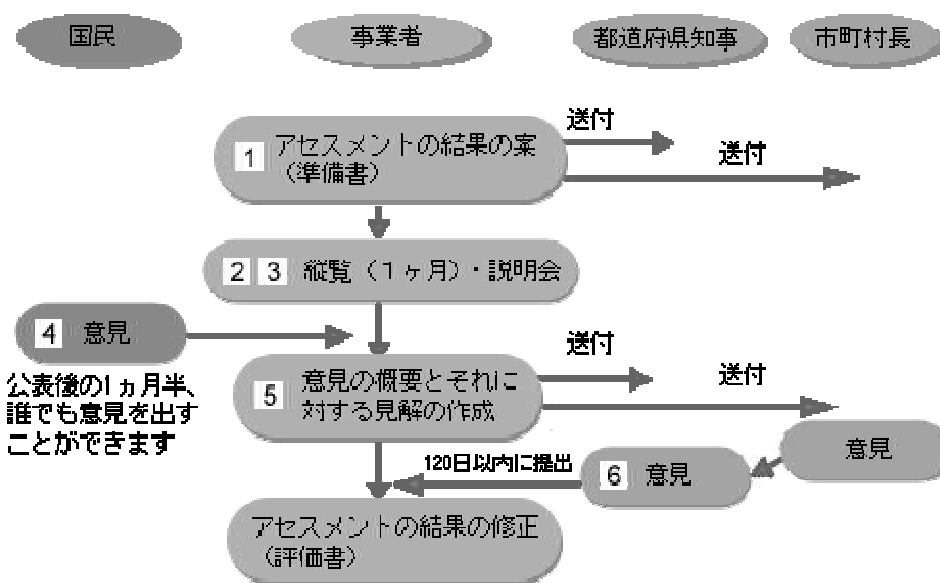 国民
事業者
都道府県知事
市町村長
1 アセスメントの結果の案
（準備書）
送付
送付
2 3 縦覧（１ヶ月）・説明会
4 意見
公表後の1ヵ月半、
誰でも意見を出す
ことができます
5 意見の概要とそれに
対する見解の作成
送付
送付
意見
120日以内に提出
6 意見
アセスメントの結果の修正
（評価書）